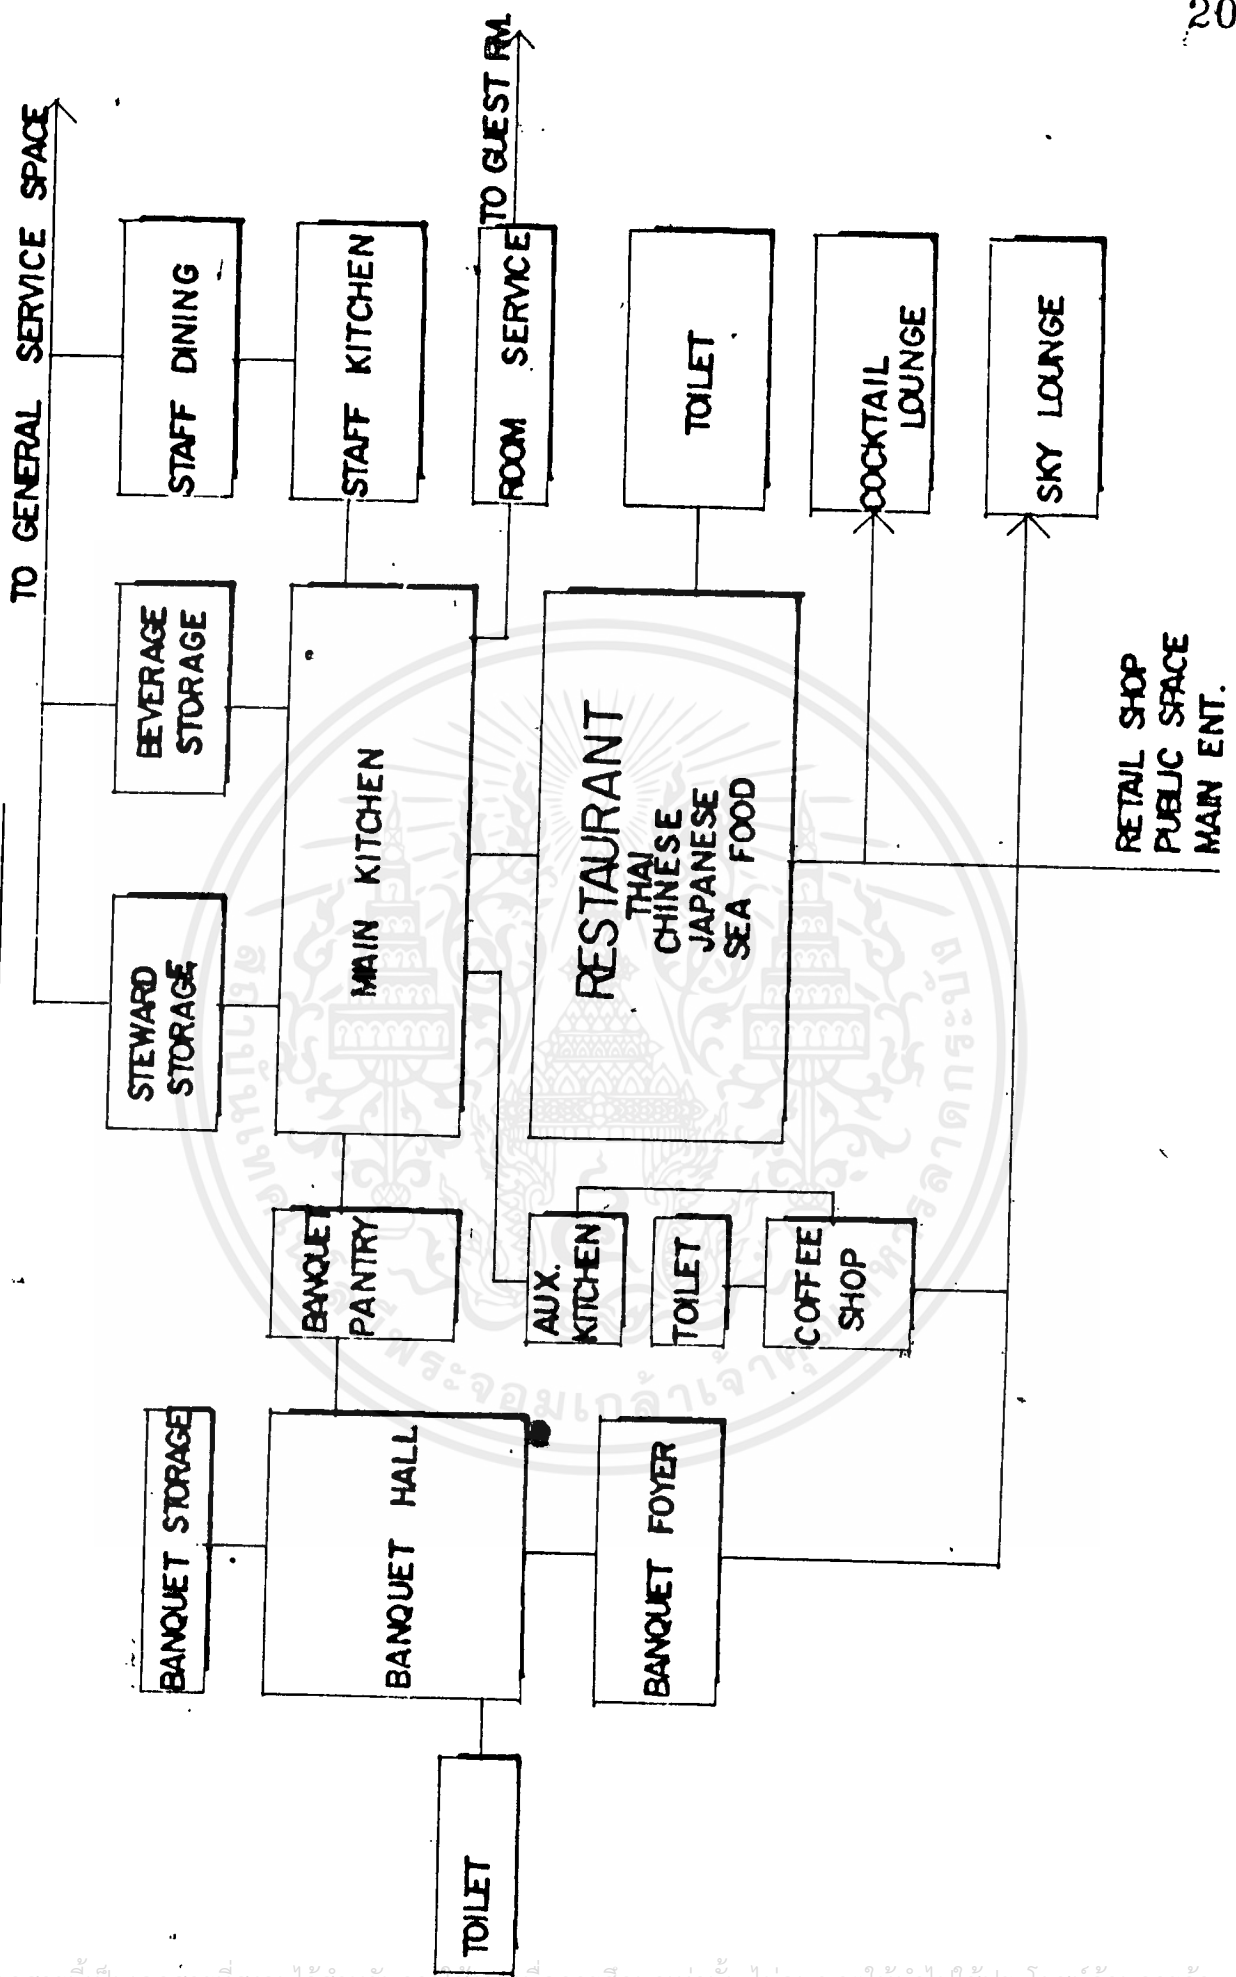 20
TO GENERAL SERVICE SPACE
STEWARD
STORAGE
BEVERAGE
STORAGE
STAFF DINING
BANQUET STORAGE
BANQUET
PANTRY
MAIN KITCHEN
STAFF KITCHEN
TOILET
BANQUET HALL
ROOM SERVICE
TO GUEST RM.
AUX.
KITCHEN
RESTAURANT
THAI
CHINESE
JAPANESE
SEA FOOD
TOILET
BANQUET FOYER
TOILET
COFFEE
SHOP
COCKTAIL
LOUNGE
SKY LOUNGE
RETAIL SHOP
PUBLIC SPACE
MAIN ENT.